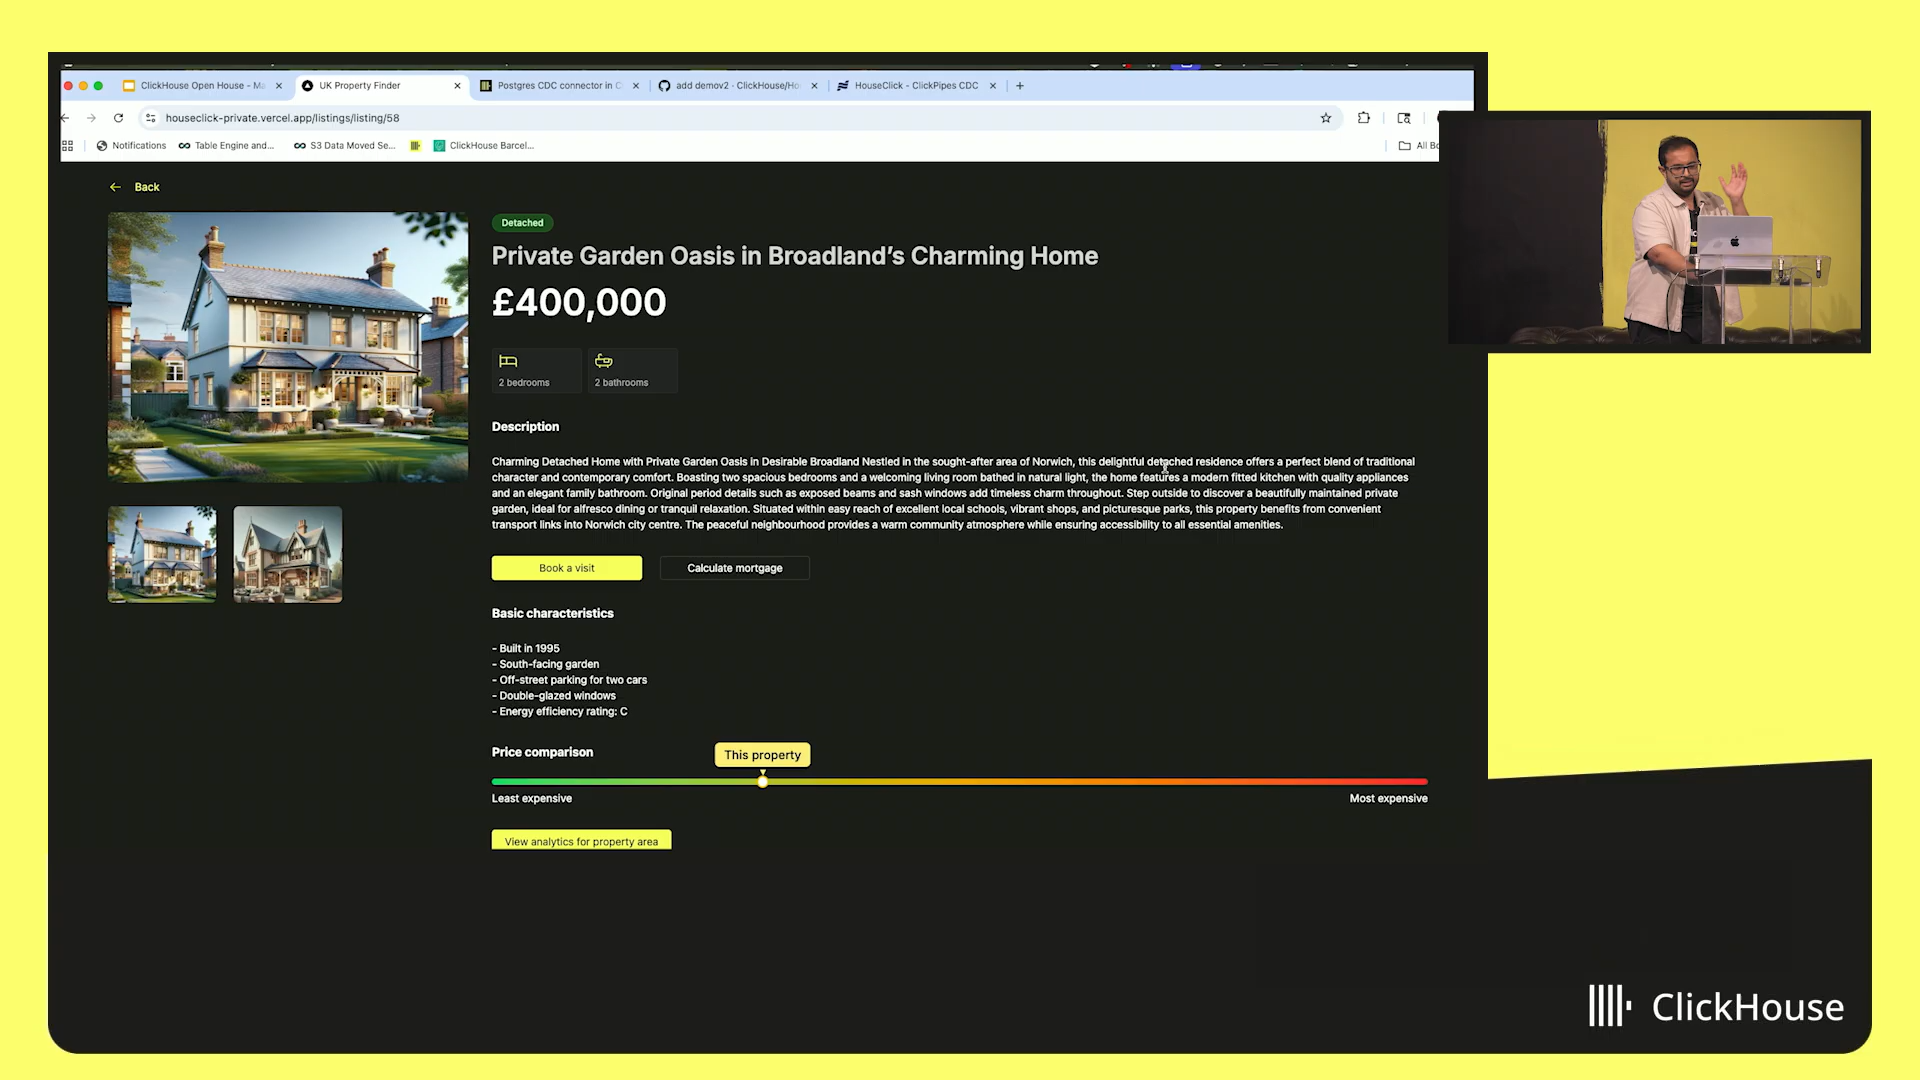 ClickHouse Open House - Ma
UK Property Finder
Postgres CDC connector in C
add demov2 · ClickHouse/Ho
HouseClick - ClickPipes CDC
houseclick-private.vercel.app/listings/listing/58
Notifications
Table Engine and...
S3 Data Moved Se...
ClickHouse Barcel...
All Bo
Back
Detached
Private Garden Oasis in Broadland's Charming Home
£400,000
2 bedrooms
2 bathrooms
Description
Charming Detached Home with Private Garden Oasis in Desirable Broadland Nestled in the sought-after area of Norwich, this delightful detached residence offers a perfect blend of traditional
character and contemporary comfort. Boasting two spacious bedrooms and a welcoming living room bathed in natural light, the home features a modern fitted kitchen with quality appliances
and an elegant family bathroom. Original period details such as exposed beams and sash windows add timeless charm throughout. Step outside to discover a beautifully maintained private
garden, ideal for alfresco dining or tranquil relaxation. Situated within easy reach of excellent local schools, vibrant shops, and picturesque parks, this property benefits from convenient
transport links into Norwich city centre. The peaceful neighbourhood provides a warm community atmosphere while ensuring accessibility to all essential amenities.
Book a visit
Calculate mortgage
Basic characteristics
- Built in 1995
- South-facing garden
- Off-street parking for two cars
- Double-glazed windows
- Energy efficiency rating: C
Price comparison
This property
Least expensive
Most expensive
View analytics for property area
ClickHouse